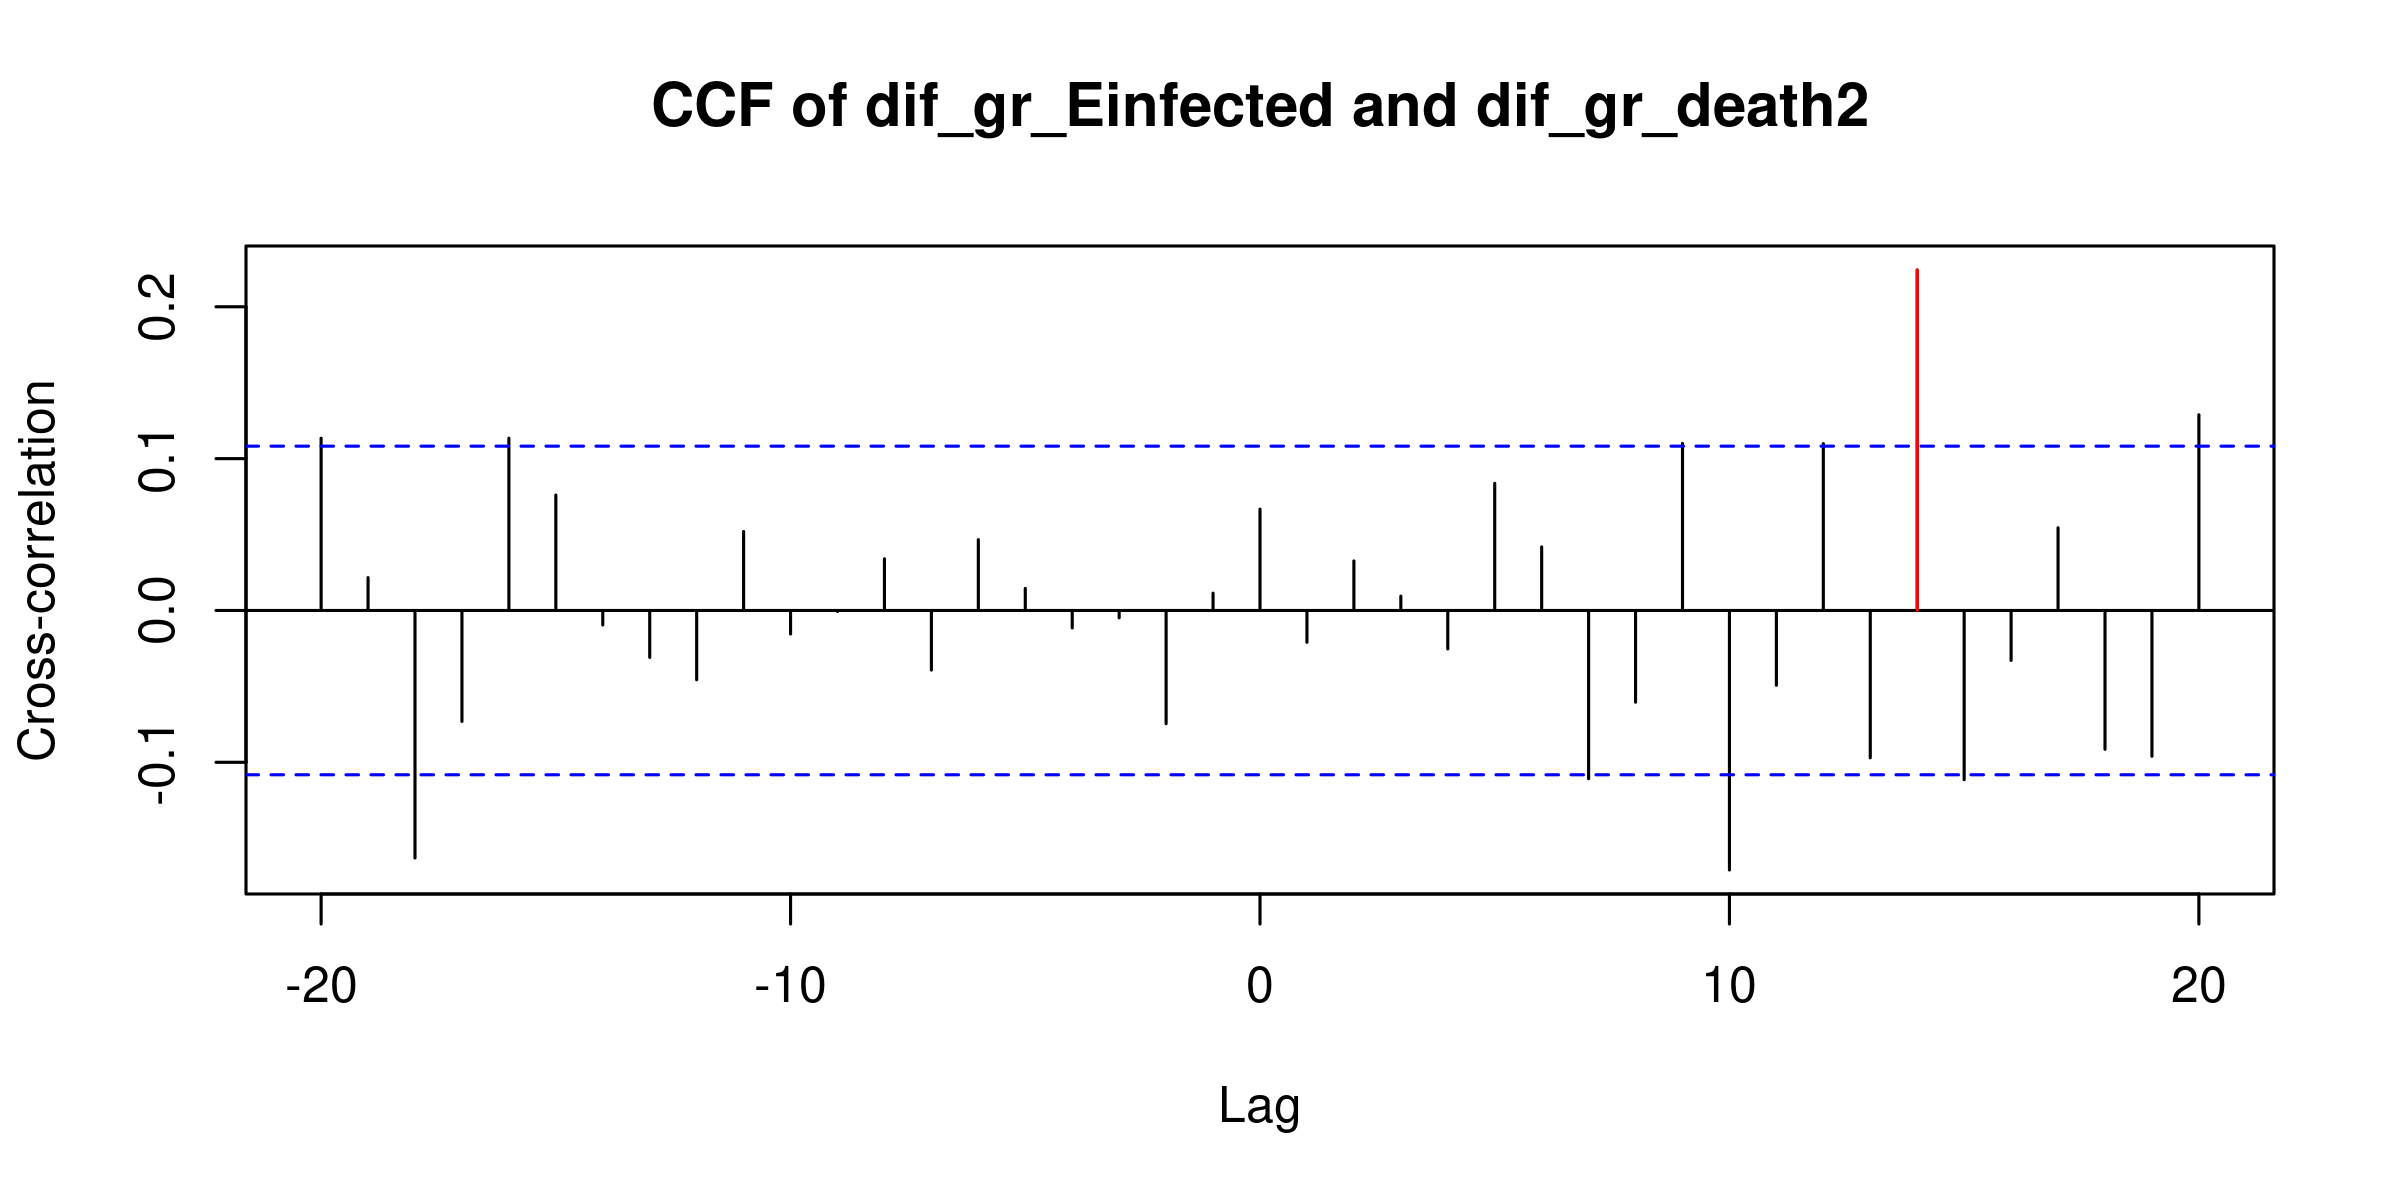 CCF of dif_gr_Einfected and dif_gr_death2
Cross-correlation
0.2
0.1
0.0
-0.1
-20 -10 0 10 20
Lag